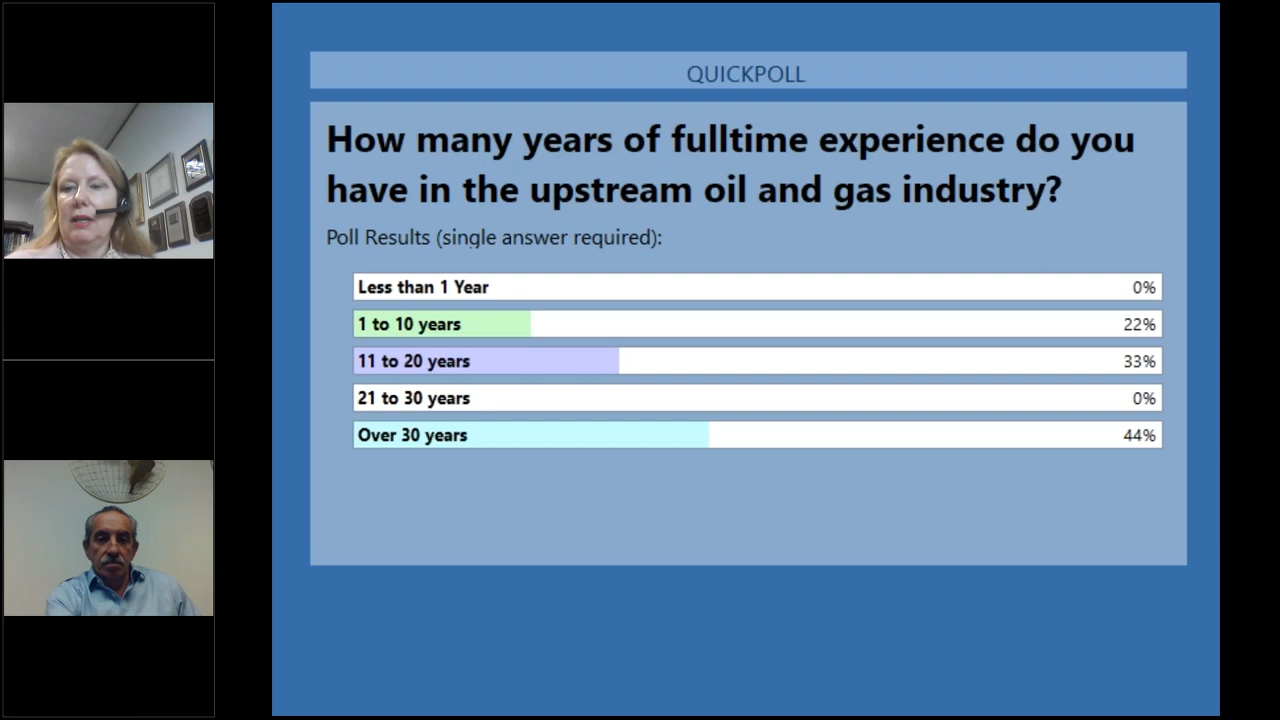 QUICKPOLL
How many years of fulltime experience do you
have in the upstream oil and gas industry?
Poll Results (single answer required):
Less than 1 Year 0%
1 to 10 years 22%
11 to 20 years 33%
21 to 30 years 0%
Over 30 years 44%